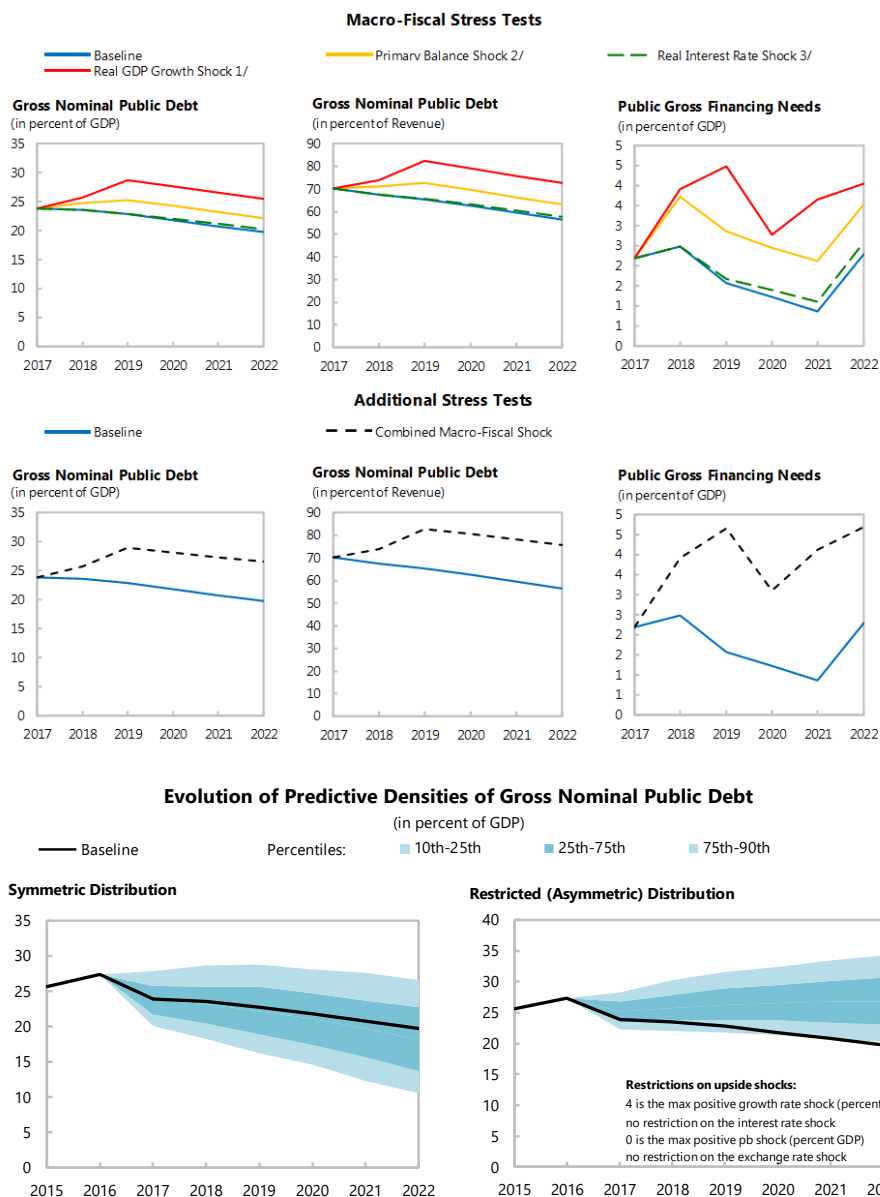 Macro-Fiscal Stress Tests
Baseline
Primary Balance Shock 2/
Real Interest Rate Shock 3/
Real GDP Growth Shock 1/
Gross Nominal Public Debt
(in percent of GDP)
35
30
25
20
15
10
5
0
2017 2018 2019 2020 2021 2022
Gross Nominal Public Debt
(in percent of Revenue)
90
80
70
60
50
40
30
20
10
0
2017 2018 2019 2020 2021 2022
Public Gross Financing Needs
(in percent of GDP)
5
5
4
4
3
3
2
2
1
1
0
2017 2018 2019 2020 2021 2022
Additional Stress Tests
Baseline
Combined Macro-Fiscal Shock
Gross Nominal Public Debt
(in percent of GDP)
35
30
25
20
15
10
5
0
2017 2018 2019 2020 2021 2022
Gross Nominal Public Debt
(in percent of Revenue)
90
80
70
60
50
40
30
20
10
0
2017 2018 2019 2020 2021 2022
Public Gross Financing Needs
(in percent of GDP)
5
5
4
4
3
3
2
2
1
1
0
2017 2018 2019 2020 2021 2022
Evolution of Predictive Densities of Gross Nominal Public Debt
(in percent of GDP)
Baseline
Percentiles:
10th-25th
25th-75th
75th-90th
Symmetric Distribution
35
30
25
20
15
10
5
0
2015 2016 2017 2018 2019 2020 2021 2022
Restricted (Asymmetric) Distribution
40
35
30
25
20
15
10
5
0
Restrictions on upside shocks:
4 is the max positive growth rate shock (percent
no restriction on the interest rate shock
0 is the max positive pb shock (percent GDP)
no restriction on the exchange rate shock
2015 2016 2017 2018 2019 2020 2021